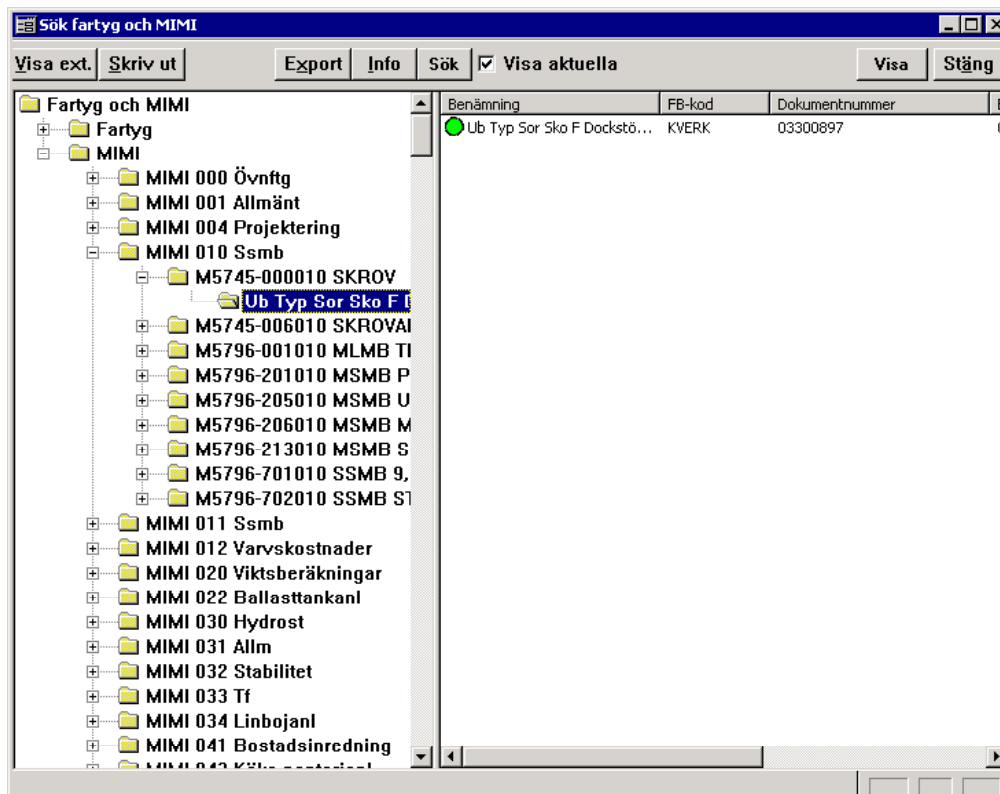 Sök fartyg och MIMI
Visa ext. Skriv ut Export Info Sök Visa aktuella Visa Stäng
Fartyg och MIMI
Fartyg
MIMI
MIMI 000 Övnftg
MIMI 001 Allmänt
MIMI 004 Projektering
MIMI 010 Ssmb
M5745-000010 SKROV
Ub Typ Sor Sko F
M5745-006010 SKROVAI
M5796-001010 MLMB
M5796-201010 MSMB P
M5796-205010 MSMB U
M5796-206010 MSMB M
M5796-213010 MSMB S
M5796-701010 SSMB 9,
M5796-702010 SSMB
MIMI 011 Ssmb
MIMI 012 Varvskostnader
MIMI 020 Viktsberäkningar
MIMI 022 Ballasttankanl
MIMI 030 Hydrost
MIMI 031 Allm
MIMI 032 Stabilitet
MIMI 033 Tf
MIMI 034 Linbojanl
MIMI 041 Bostadsinredning
Benämning FB-kod Dokumentnummer
Ub Typ Sor Sko F Dockstö... KVERK 03300897